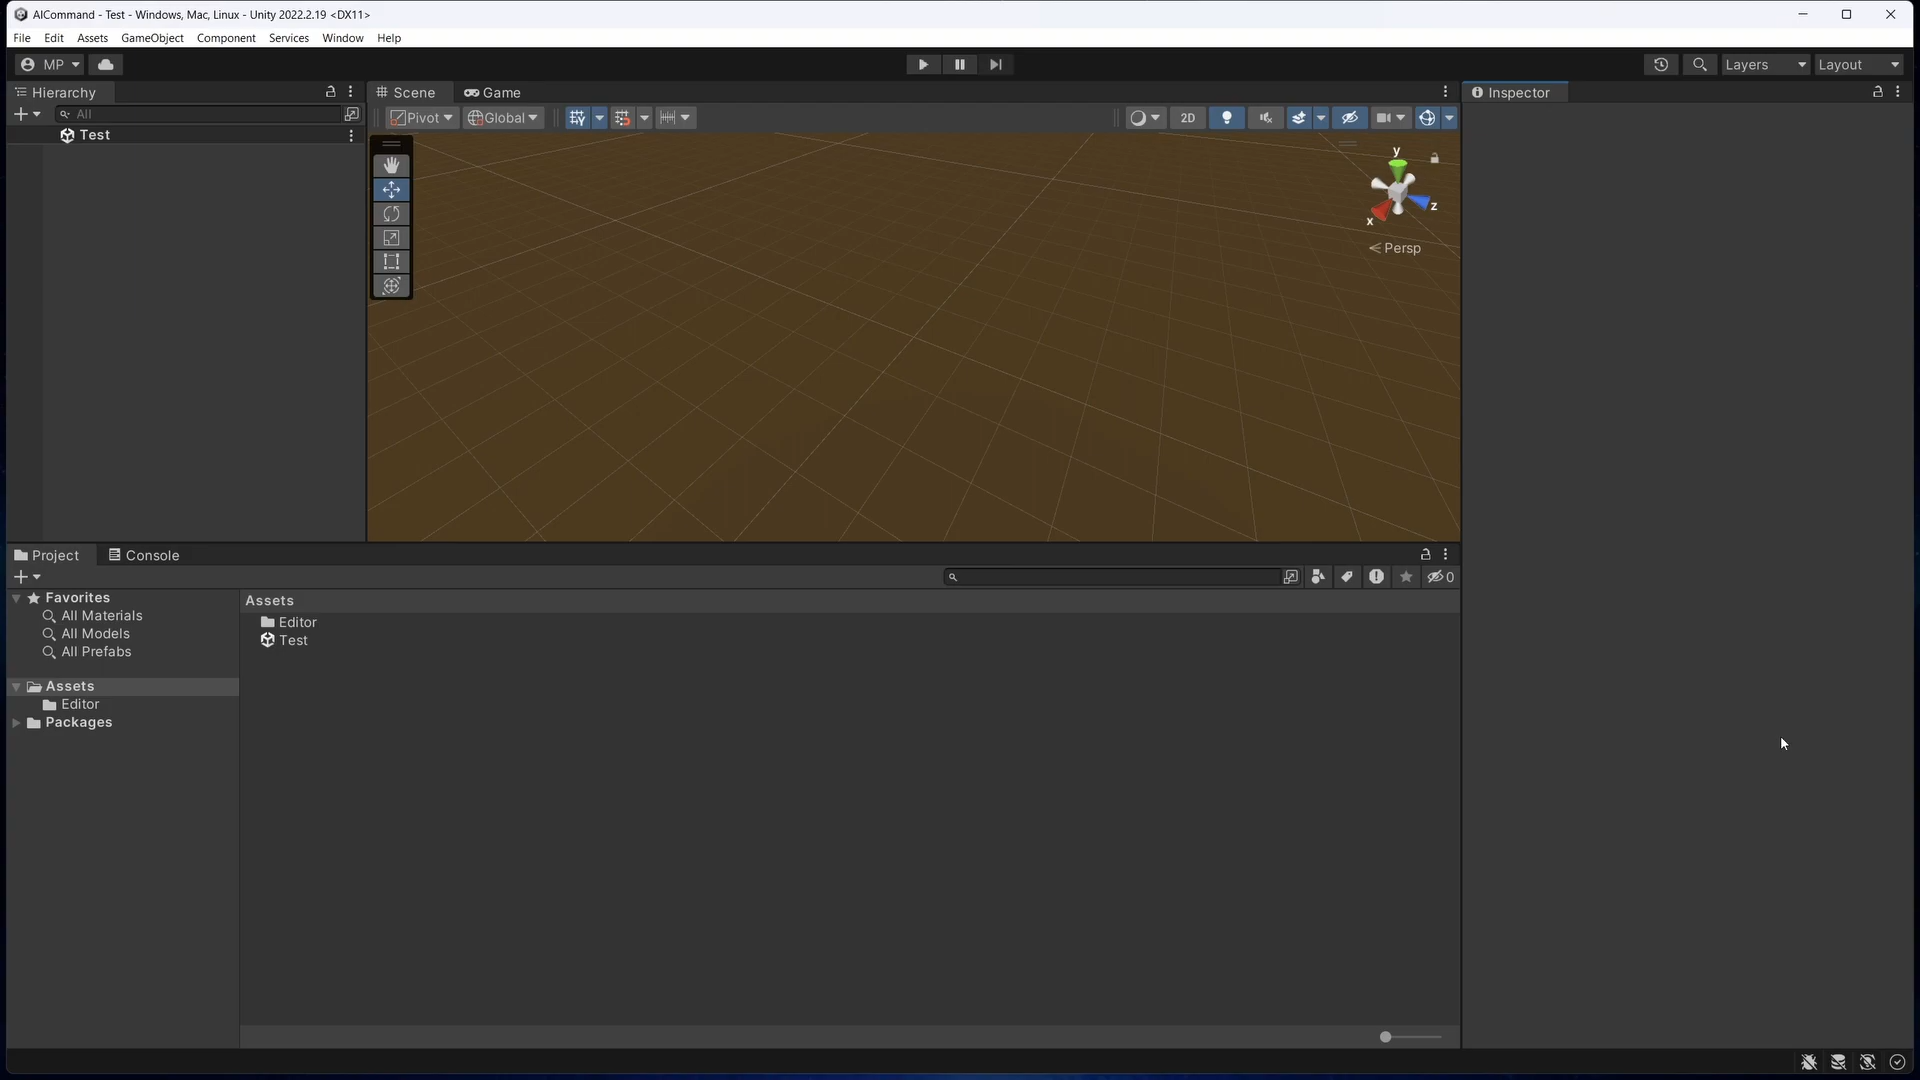 AICommand - Test - Windows, Mac, Linux - Unity 2022.2.19 <DX11>
File Edit Assets GameObject Component Services Window Help
MP
Layers
Layout
Hierarchy
Scene
Game
Inspector
All
Pivot
Global
2D
Test
y
z
x
< Persp
Project
Console
0
Favorites
All Materials
All Models
All Prefabs
Assets
Editor
Packages
Assets
Editor
Test